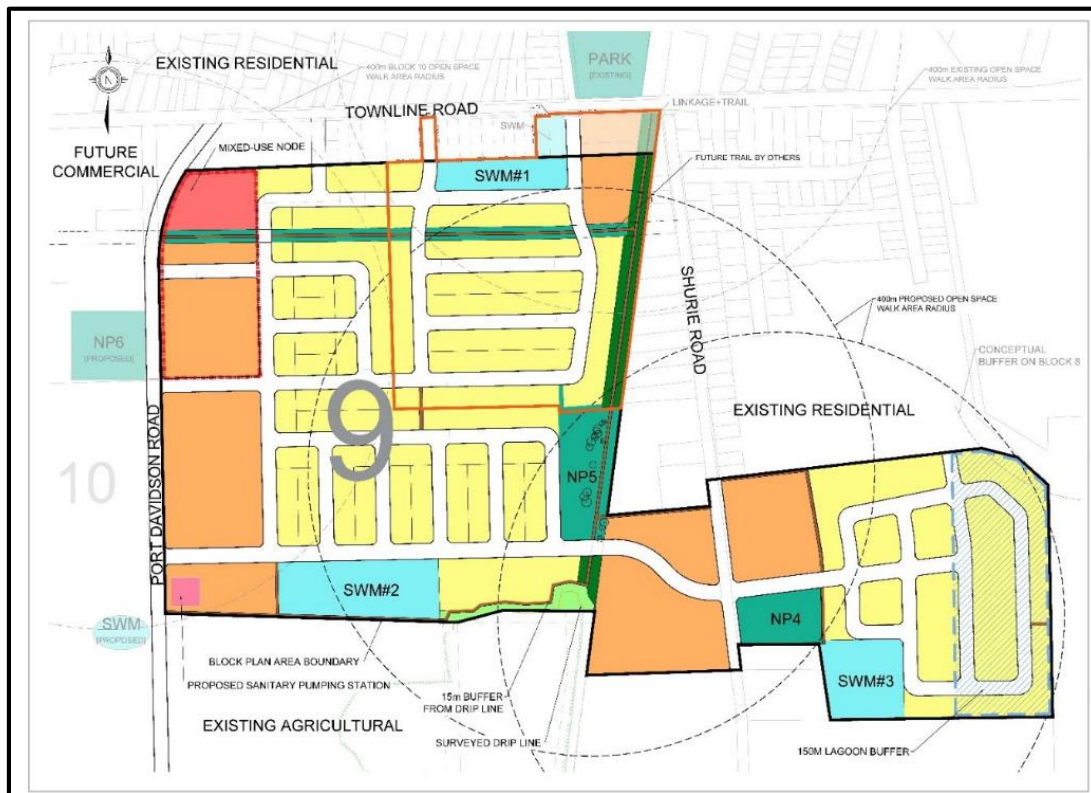 EXISTING RESIDENTIAL
400m BLOCK 10 OPEN SPACE
WALK AREA RADIUS
PARK
[EXISTING]
400m EXISTING OPEN SPACE
WALK AREA RADIUS
N
TOWNLINE ROAD
LINKAGE+TRAIL
SWM
FUTURE
COMMERCIAL
MIXED-USE NODE
FUTURE TRAIL BY OTHERS
SWM#1
SHURIE ROAD
400m PROPOSED OPEN SPACE
WALK AREA RADIUS
NP6
[PROPOSED]
CONCEPTUAL
BUFFER ON BLOCK 8
PORT DAVIDSON ROAD
9
EXISTING RESIDENTIAL
10
NP5
SWM#2
NP4
SWM
[PROPOSED]
SWM#3
BLOCK PLAN AREA BOUNDARY
PROPOSED SANITARY PUMPING STATION
15m BUFFER
FROM DRIP LINE
EXISTING AGRICULTURAL
SURVEYED DRIP LINE
150M LAGOON BUFFER